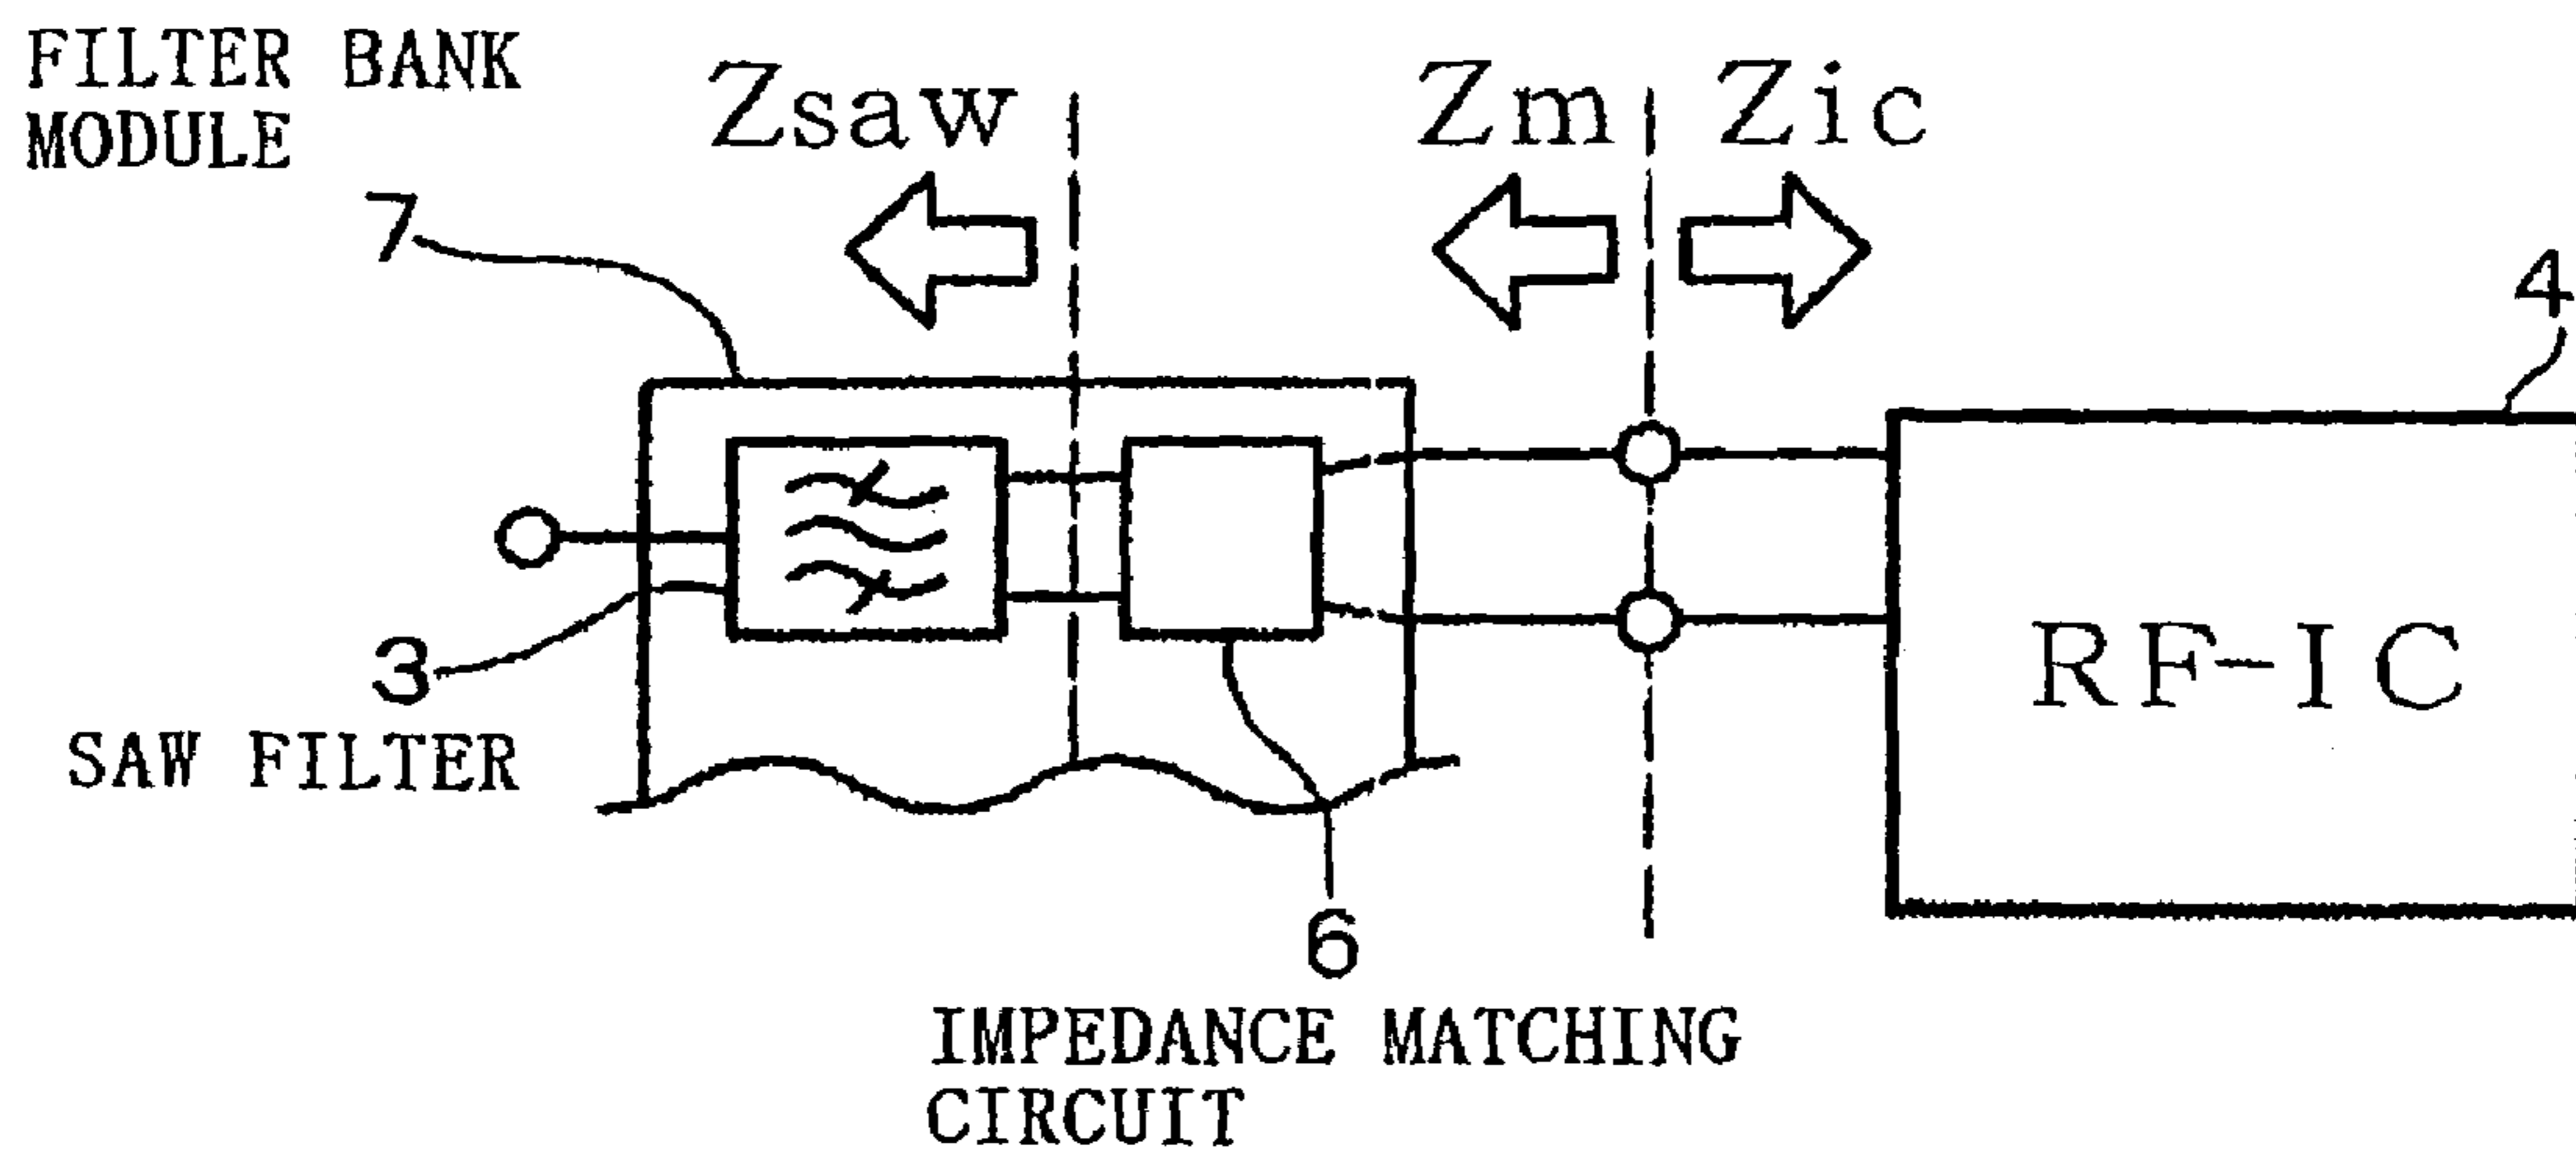 FILTER BANK
MODULE
Zsaw
Zm
Zic
7
4
3
SAW FILTER
RF-IC
6
IMPEDANCE MATCHING
CIRCUIT